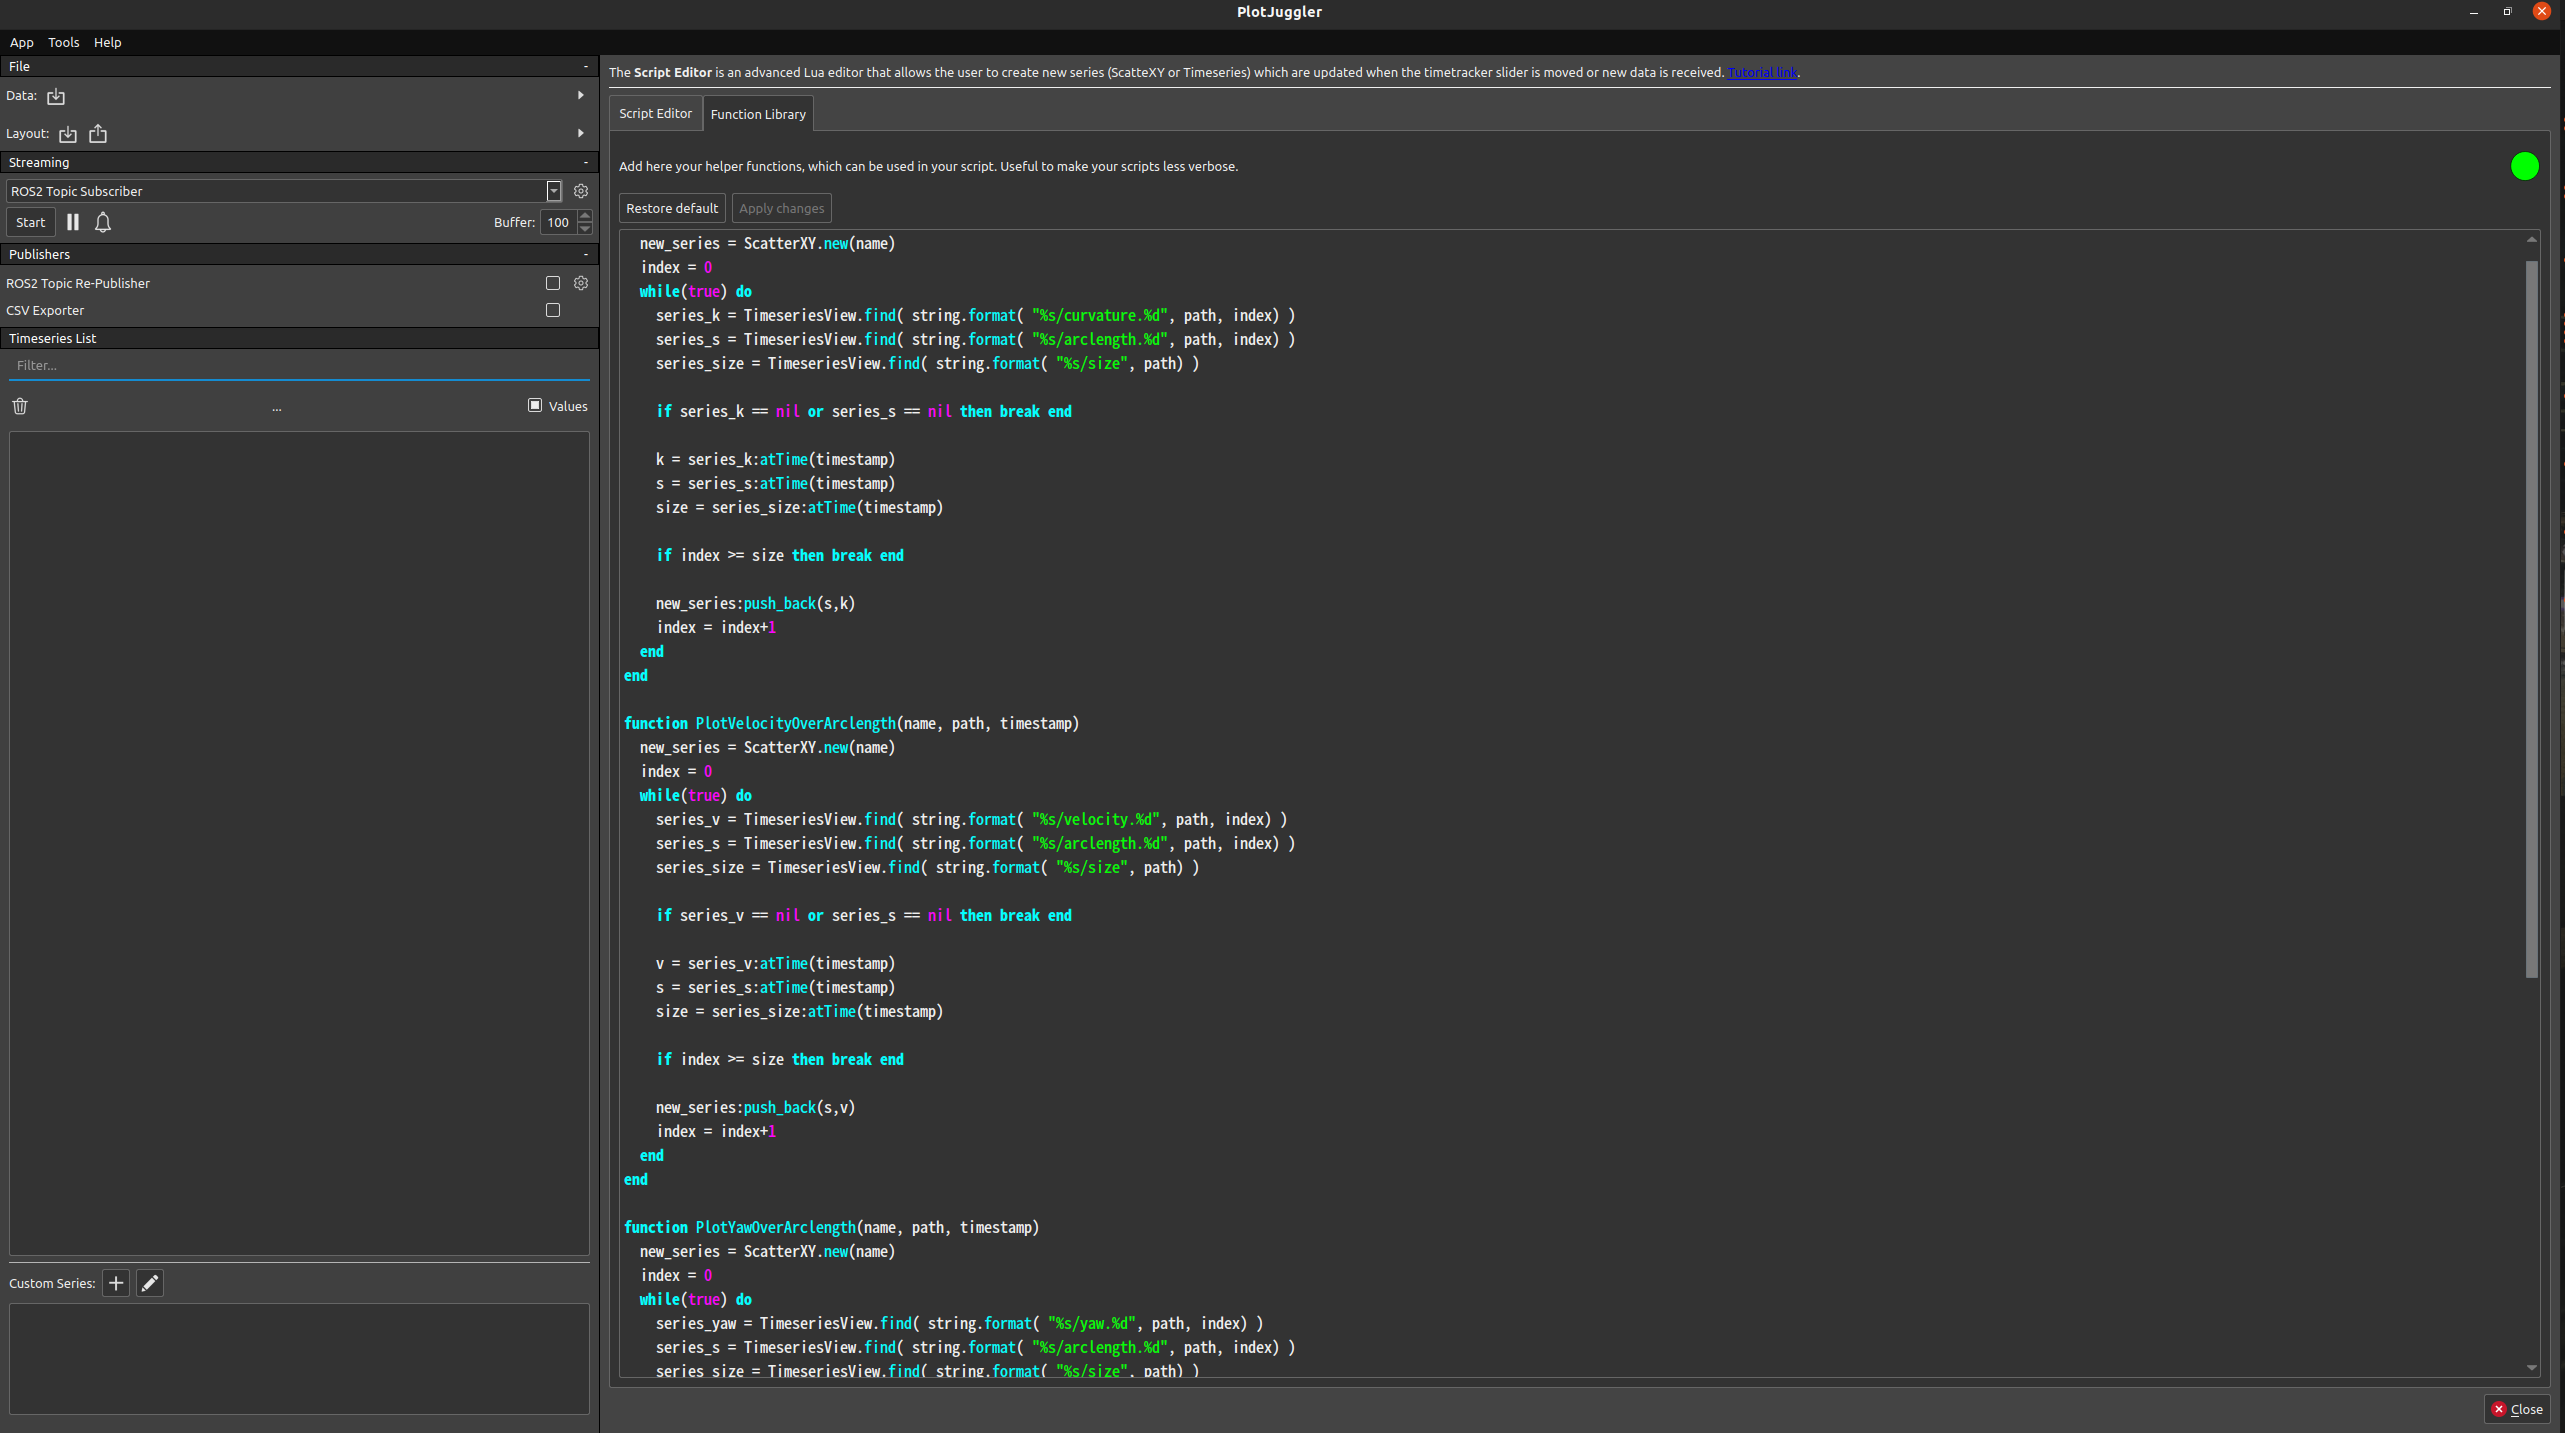 PlotJuggler
App Tools Help
File -
Data:
Layout:
Streaming -
ROS2 Topic Subscriber
Start Buffer: 100
Publishers -
ROS2 Topic Re-Publisher
CSV Exporter
Timeseries List
Filter...
... Values
Custom Series:
The Script Editor is an advanced Lua editor that allows the user to create new series (ScatteXY or Timeseries) which are updated when the timetracker slider is moved or new data is received. Tutorial link.
Script Editor Function Library
Add here your helper functions, which can be used in your script. Useful to make your scripts less verbose.
Restore default Apply changes
new_series = ScatterXY.new(name)
index = 0
while(true) do
series_k = TimeseriesView.find( string.format( "%s/curvature.%d", path, index) )
series_s = TimeseriesView.find( string.format( "%s/arclength.%d", path, index) )
series_size = TimeseriesView.find( string.format( "%s/size", path) )
if series_k == nil or series_s == nil then break end
k = series_k:atTime(timestamp)
s = series_s:atTime(timestamp)
size = series_size:atTime(timestamp)
if index >= size then break end
new_series:push_back(s,k)
index = index+1
end
end
function PlotVelocityOverArclength(name, path, timestamp)
new_series = ScatterXY.new(name)
index = 0
while(true) do
series_v = TimeseriesView.find( string.format( "%s/velocity.%d", path, index) )
series_s = TimeseriesView.find( string.format( "%s/arclength.%d", path, index) )
series_size = TimeseriesView.find( string.format( "%s/size", path) )
if series_v == nil or series_s == nil then break end
v = series_v:atTime(timestamp)
s = series_s:atTime(timestamp)
size = series_size:atTime(timestamp)
if index >= size then break end
new_series:push_back(s,v)
index = index+1
end
end
function PlotYawOverArclength(name, path, timestamp)
new_series = ScatterXY.new(name)
index = 0
while(true) do
series_yaw = TimeseriesView.find( string.format( "%s/yaw.%d", path, index) )
series_s = TimeseriesView.find( string.format( "%s/arclength.%d", path, index) )
series_size = TimeseriesView.find( string.format( "%s/size", path) )
Close